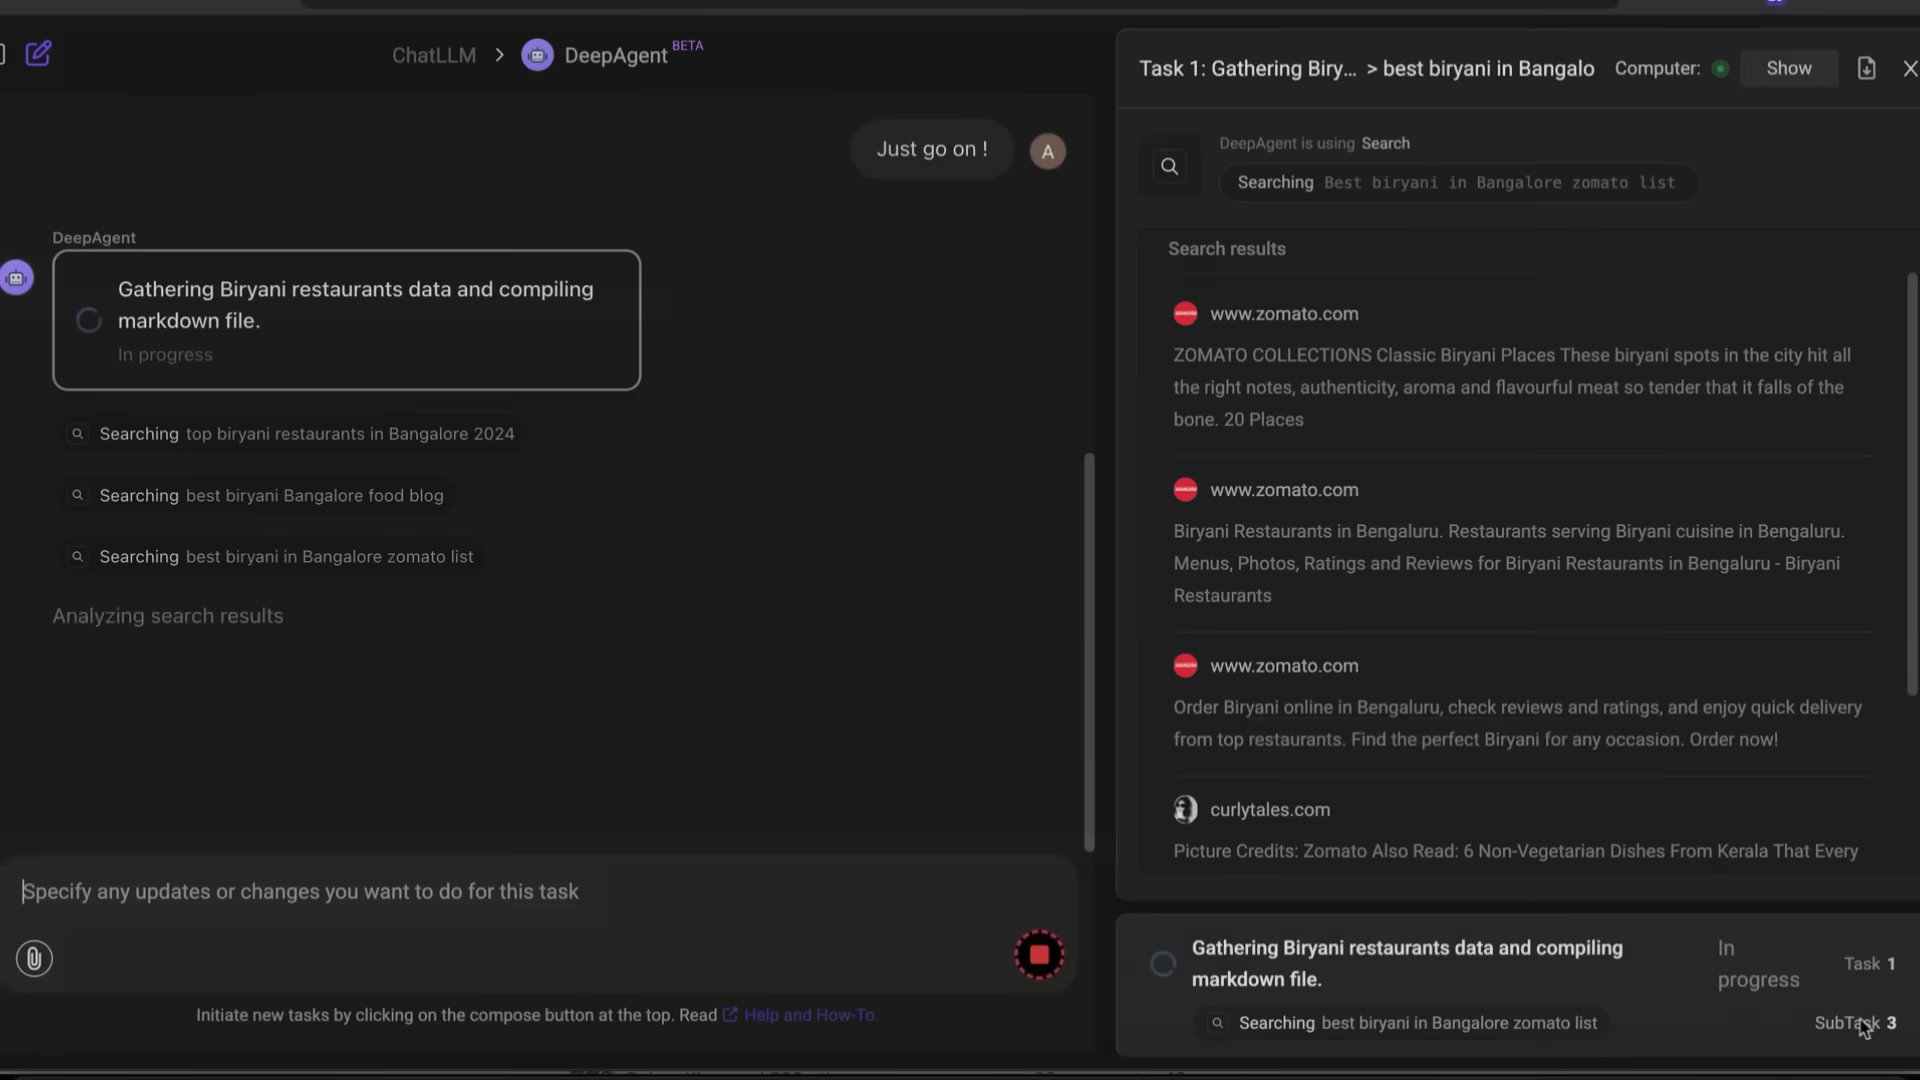 ChatLLM > DeepAgent BETA
Just go on !
A
DeepAgent
Gathering Biryani restaurants data and compiling
markdown file.
In progress
Searching top biryani restaurants in Bangalore 2024
Searching best biryani Bangalore food blog
Searching best biryani in Bangalore zomato list
Analyzing search results
Specify any updates or changes you want to do for this task
Initiate new tasks by clicking on the compose button at the top. Read Help and How-To.
Task 1: Gathering Biry... > best biryani in Bangalo Computer: Show
DeepAgent is using Search
Searching Best biryani in Bangalore zomato list
Search results
www.zomato.com
ZOMATO COLLECTIONS Classic Biryani Places These biryani spots in the city hit all
the right notes, authenticity, aroma and flavourful meat so tender that it falls of the
bone. 20 Places
www.zomato.com
Biryani Restaurants in Bengaluru. Restaurants serving Biryani cuisine in Bengaluru.
Menus, Photos, Ratings and Reviews for Biryani Restaurants in Bengaluru - Biryani
Restaurants
www.zomato.com
Order Biryani online in Bengaluru, check reviews and ratings, and enjoy quick delivery
from top restaurants. Find the perfect Biryani for any occasion. Order now!
curlytales.com
Picture Credits: Zomato Also Read: 6 Non-Vegetarian Dishes From Kerala That Every
Gathering Biryani restaurants data and compiling
markdown file.
In
progress
Task 1
Searching best biryani in Bangalore zomato list
SubTask 3